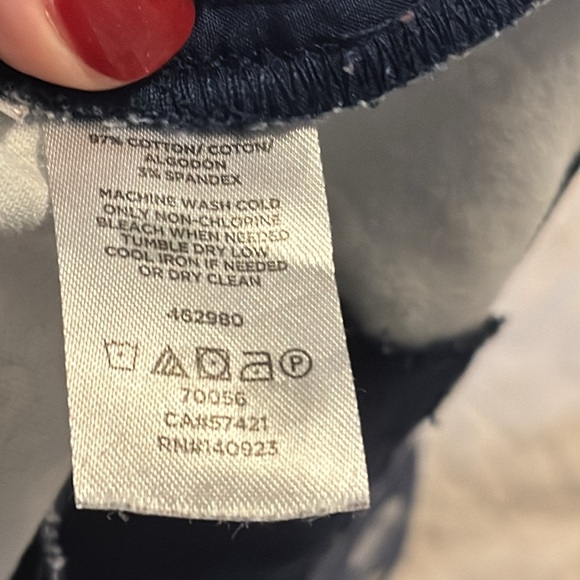 97% COTTON/ COTON/
ALGODON
3% SPANDEX
MACHINE WASH COLD
ONLY NON-CHLORINE
BLEACH WHEN NEEDED
TUMBLE DRY LOW
COOL IRON IF NEEDED
OR DRY CLEAN
462980
P
70056
CA#57421
RN#140923